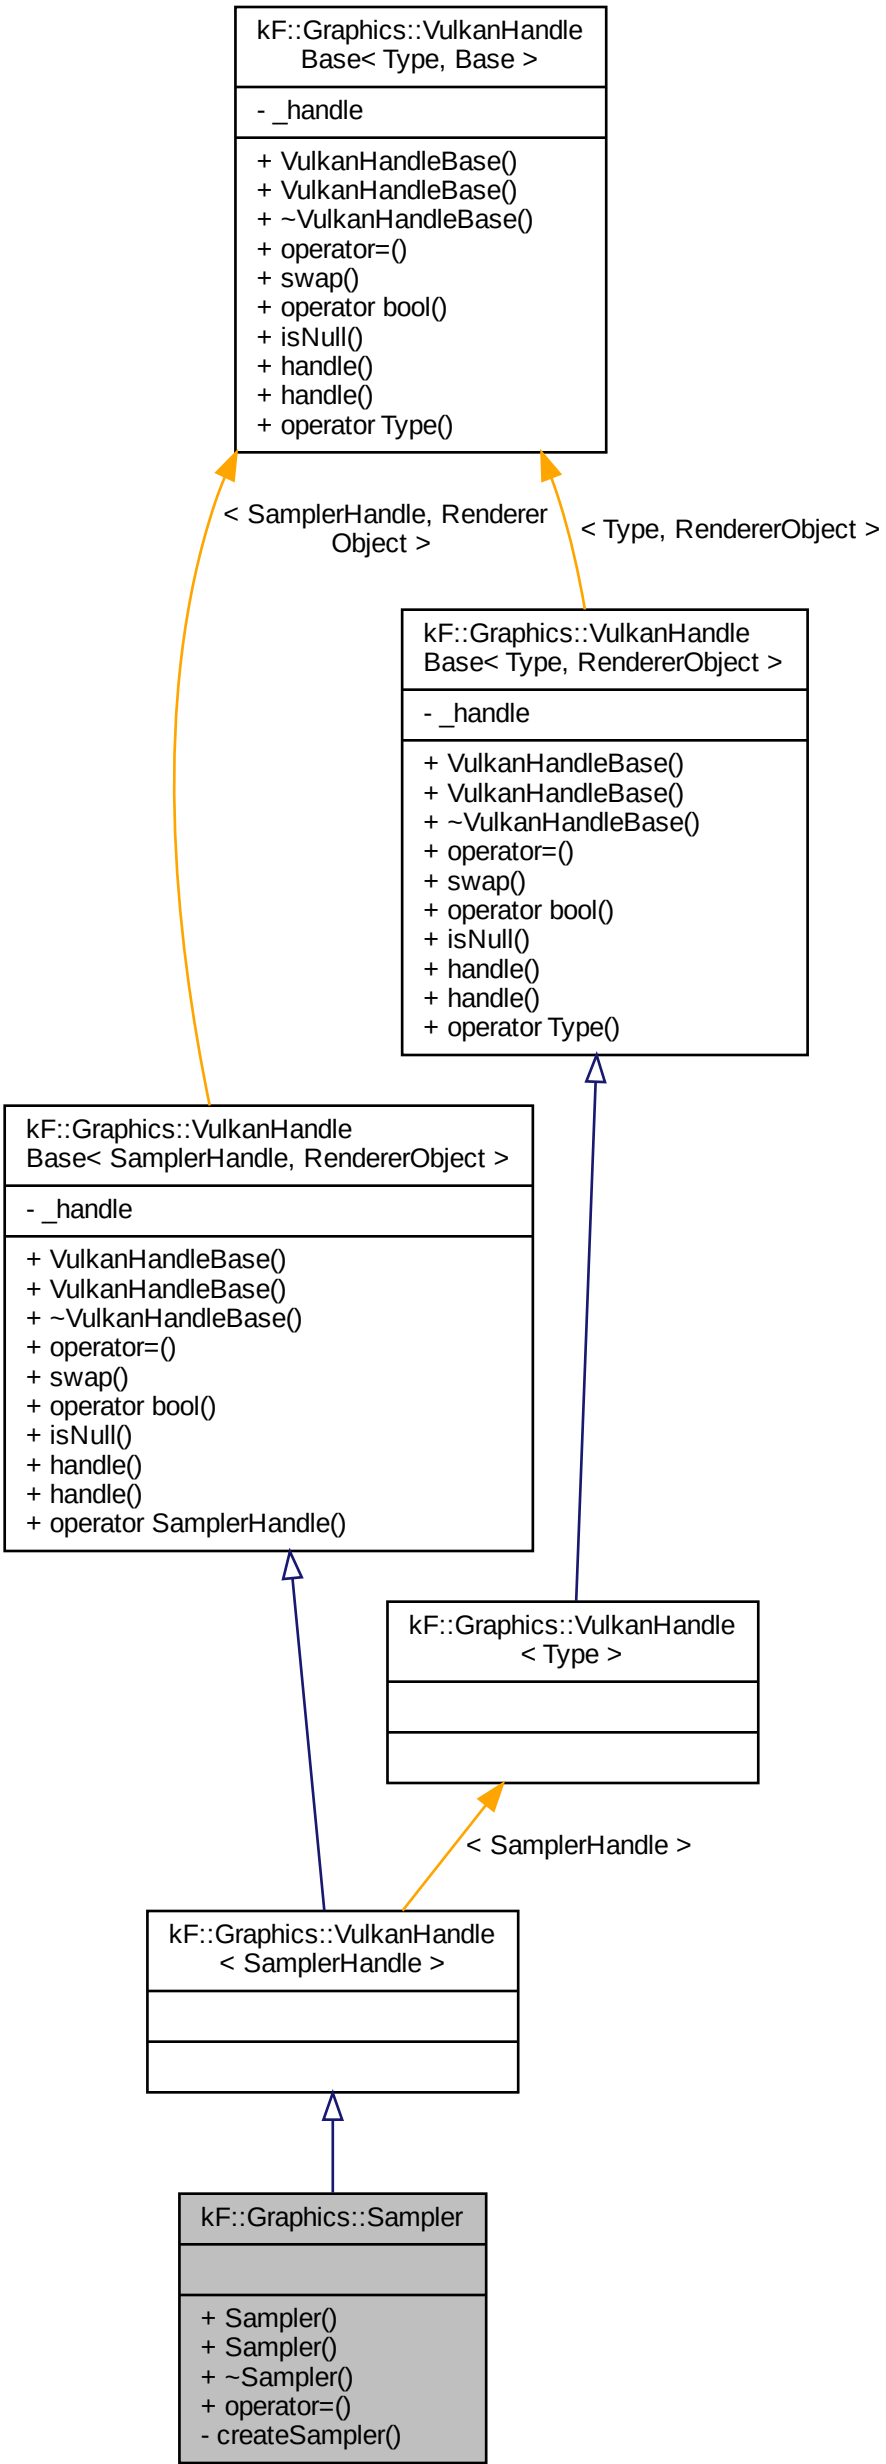 kF::Graphics::VulkanHandle
Base< Type, Base >
- _handle
+ VulkanHandleBase()
+ VulkanHandleBase()
+ ~VulkanHandleBase()
+ operator=()
+ swap()
+ operator bool()
+ isNull()
+ handle()
+ handle()
+ operator Type()
< SamplerHandle, Renderer
Object >
< Type, RendererObject >
kF::Graphics::VulkanHandle
Base< Type, RendererObject >
- _handle
+ VulkanHandleBase()
+ VulkanHandleBase()
+ ~VulkanHandleBase()
+ operator=()
+ swap()
+ operator bool()
+ isNull()
+ handle()
+ handle()
+ operator Type()
kF::Graphics::VulkanHandle
Base< SamplerHandle, RendererObject >
- _handle
+ VulkanHandleBase()
+ VulkanHandleBase()
+ ~VulkanHandleBase()
+ operator=()
+ swap()
+ operator bool()
+ isNull()
+ handle()
+ handle()
+ operator SamplerHandle()
kF::Graphics::VulkanHandle
< Type >
< SamplerHandle >
kF::Graphics::VulkanHandle
< SamplerHandle >
kF::Graphics::Sampler
+ Sampler()
+ Sampler()
+ ~Sampler()
+ operator=()
- createSampler()